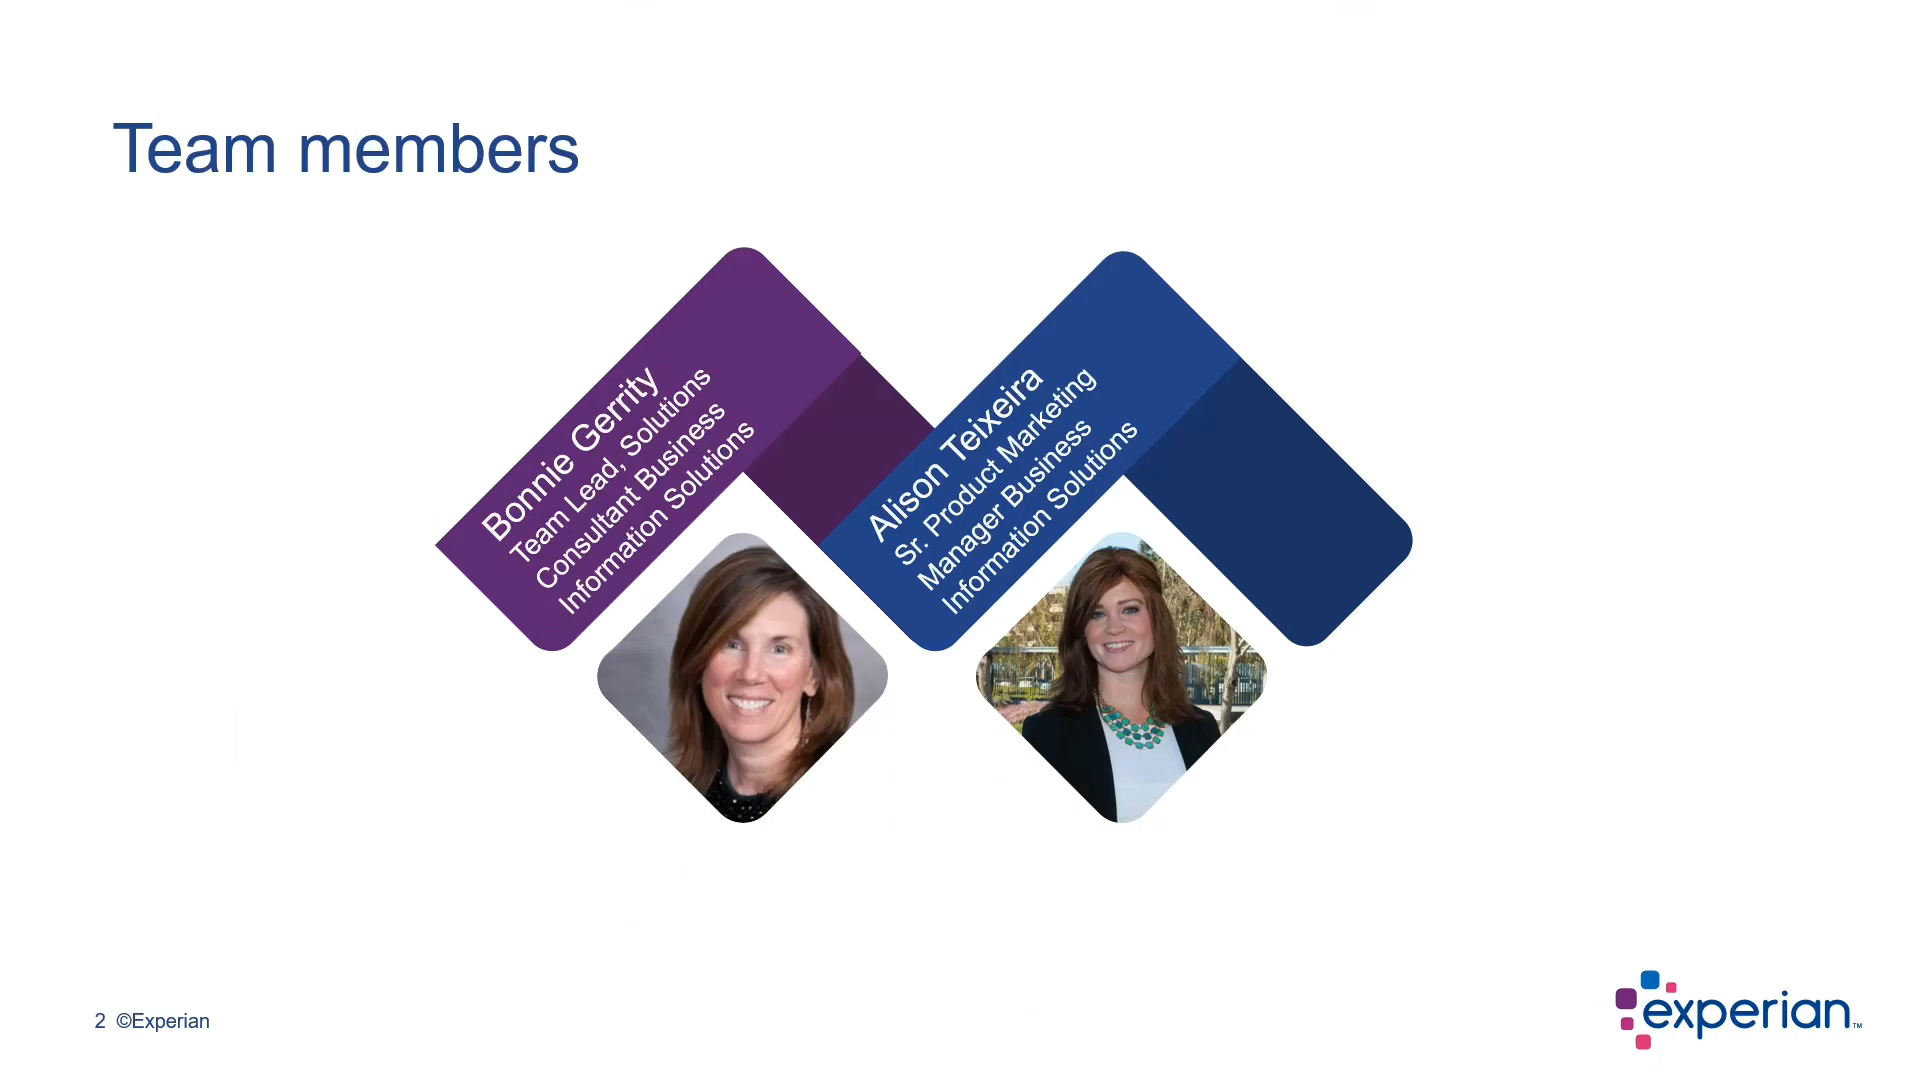 Team members
Bonnie Gerrity
Team Lead, Solutions
Consultant Business
Information Solutions
Alison Teixeira
Sr. Product Marketing
Manager Business
Information Solutions
2 ©Experian
experian™